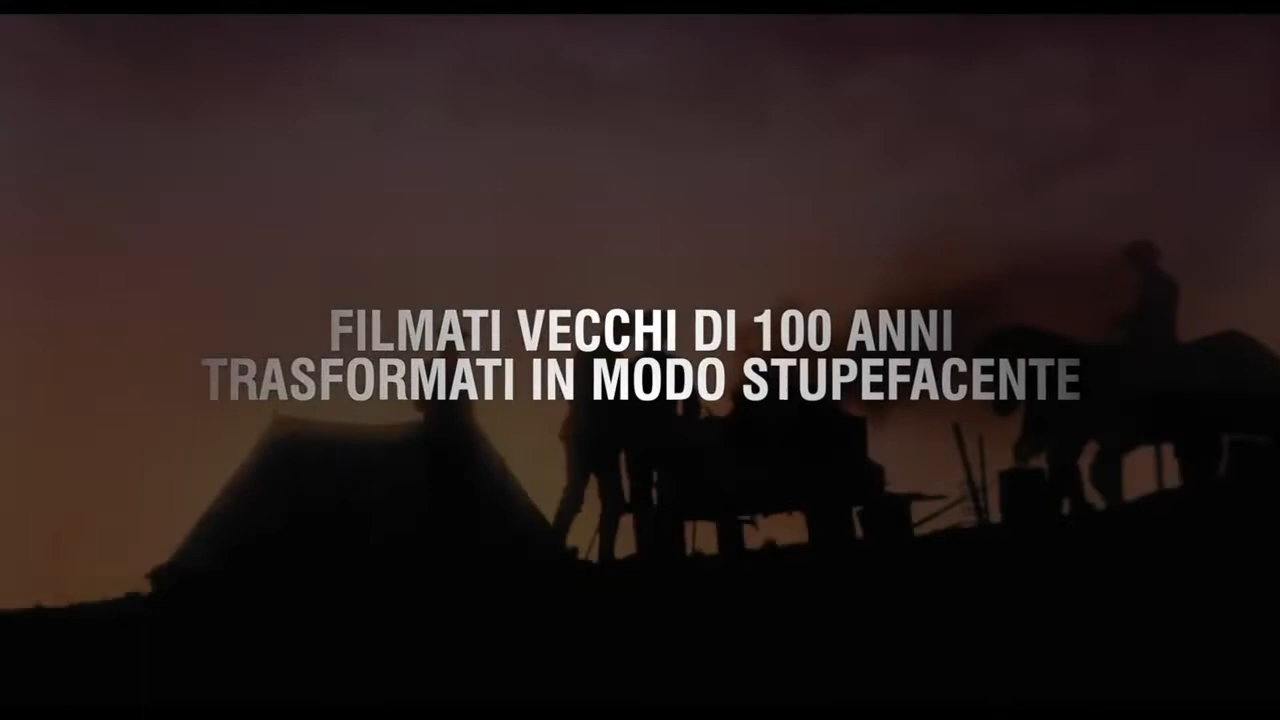 FILMATI VECCHI DI 100 ANNI
TRASFORMATI IN MODO STUPEFACENTE